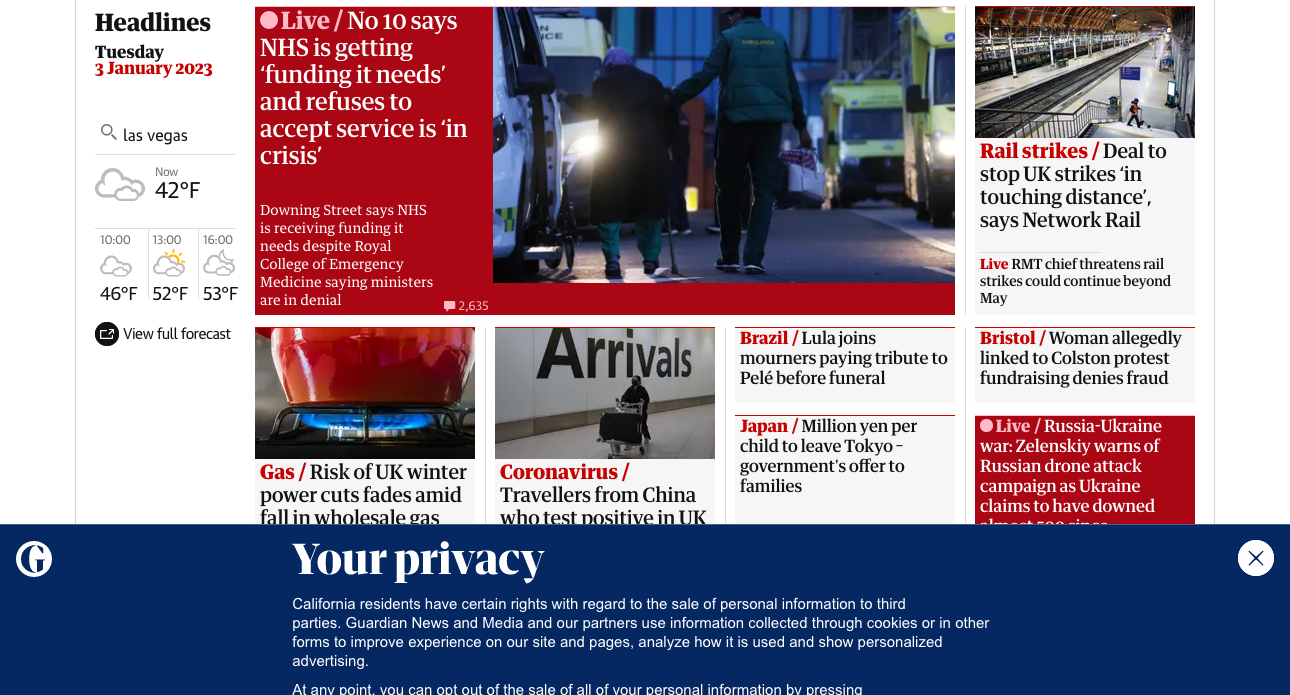 Headlines
Tuesday
3 January 2023
las vegas
Now
42°F
10:00
13:00
16:00
46°F
52°F
53°F
View full forecast
Live / No 10 says
NHS is getting
‘funding it needs’
and refuses to
accept service is ‘in
crisis’
Downing Street says NHS
is receiving funding it
needs despite Royal
College of Emergency
Medicine saying ministers
are in denial
2,635
AMBULANCE
Rail strikes / Deal to
stop UK strikes ‘in
touching distance’,
says Network Rail
Live RMT chief threatens rail
strikes could continue beyond
May
Gas / Risk of UK winter
power cuts fades amid
fall in wholesale gas
Arrivals
Coronavirus /
Travellers from China
who test positive in UK
Brazil / Lula joins
mourners paying tribute to
Pelé before funeral
Japan / Million yen per
child to leave Tokyo –
government's offer to
families
Bristol / Woman allegedly
linked to Colston protest
fundraising denies fraud
Live / Russia-Ukraine
war: Zelenskiy warns of
Russian drone attack
campaign as Ukraine
claims to have downed
almost 500 since
G
Your privacy
California residents have certain rights with regard to the sale of personal information to third
parties. Guardian News and Media and our partners use information collected through cookies or in other
forms to improve experience on our site and pages, analyze how it is used and show personalized
advertising.
At any point, you can opt out of the sale of all of your personal information by pressing